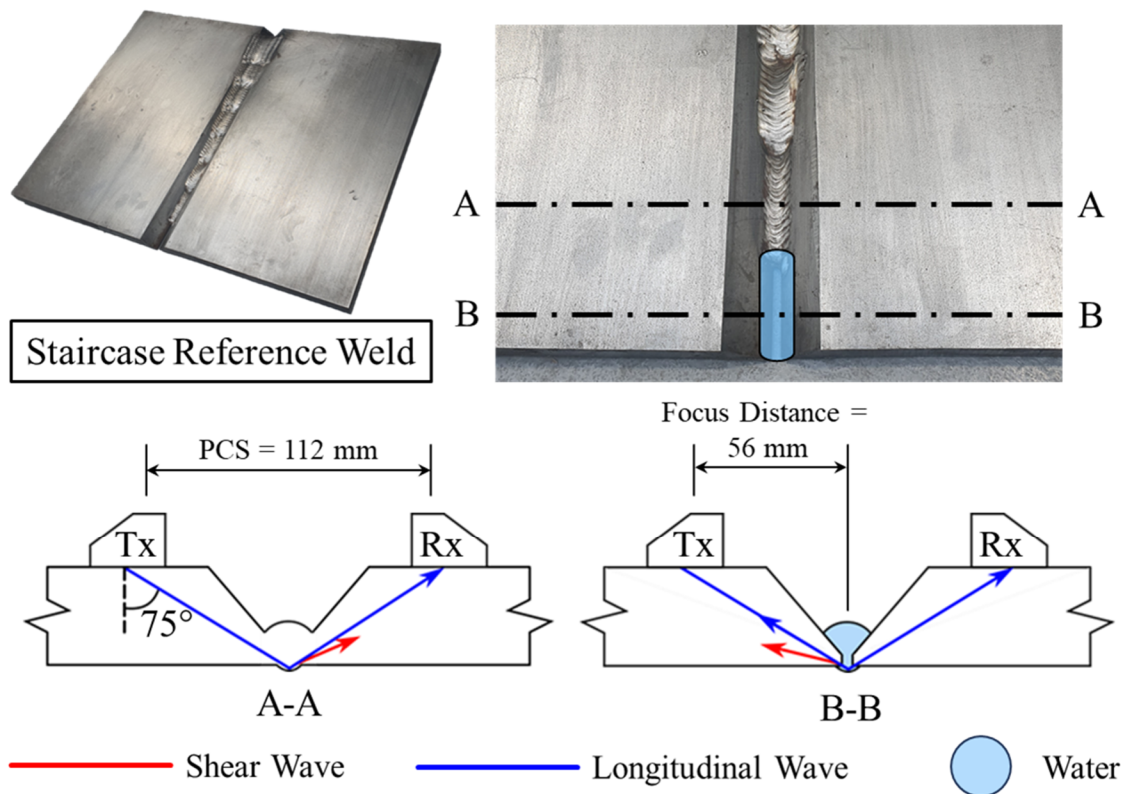 A
A
B
B
Staircase Reference Weld
PCS = 112 mm
Focus Distance =
56 mm
Tx
Rx
75°
A-A
Tx
Rx
B-B
Shear Wave
Longitudinal Wave
Water